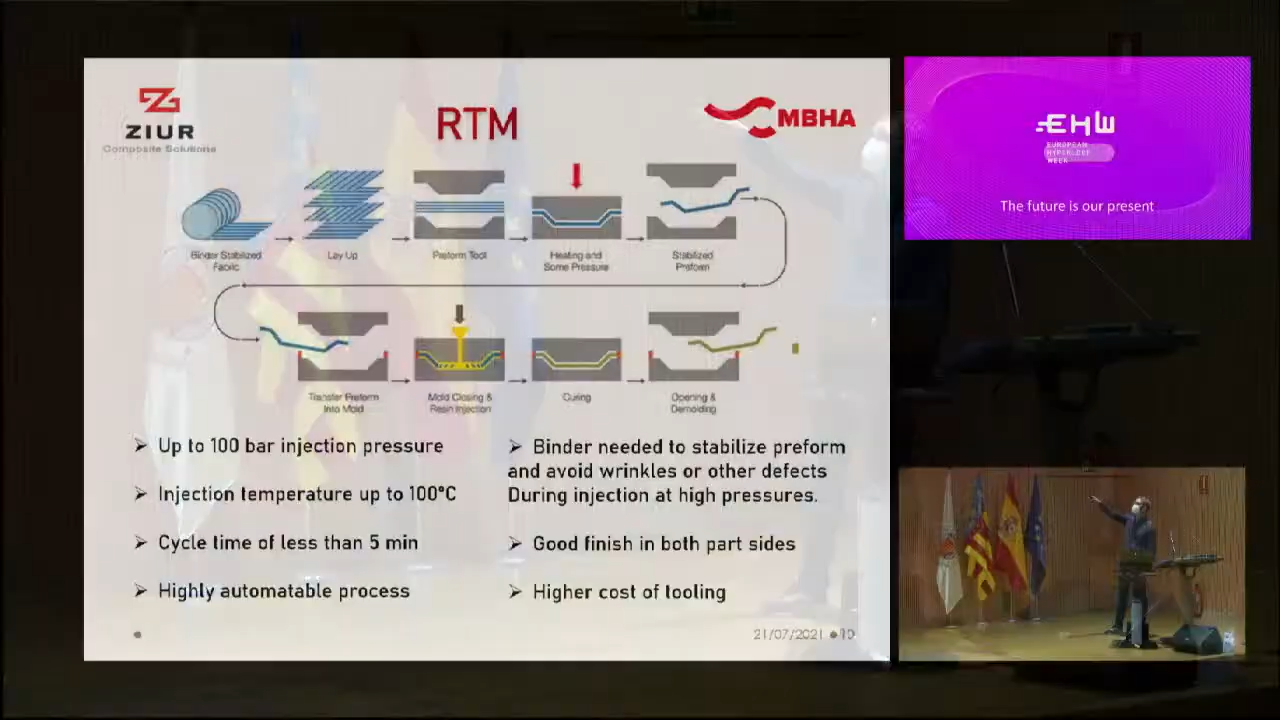 ZIUR
Composite Solutions
RTM
MBHA
Binder Stabilized
Fabric
Lay Up
Preform Tool
Heating and
Some Pressure
Stabilized
Preform
Transfer Preform
Into Mold
Mold Closing &
Resin Injection
Curing
Opening &
Demolding
➢ Up to 100 bar injection pressure
➢ Injection temperature up to 100°C
➢ Cycle time of less than 5 min
➢ Highly automatable process
➢ Binder needed to stabilize preform
and avoid wrinkles or other defects
During injection at high pressures.
➢ Good finish in both part sides
➢ Higher cost of tooling
21/07/2021 ● 10
EHW
EUROPEAN
HYPERLOOP
WEEK
The future is our present